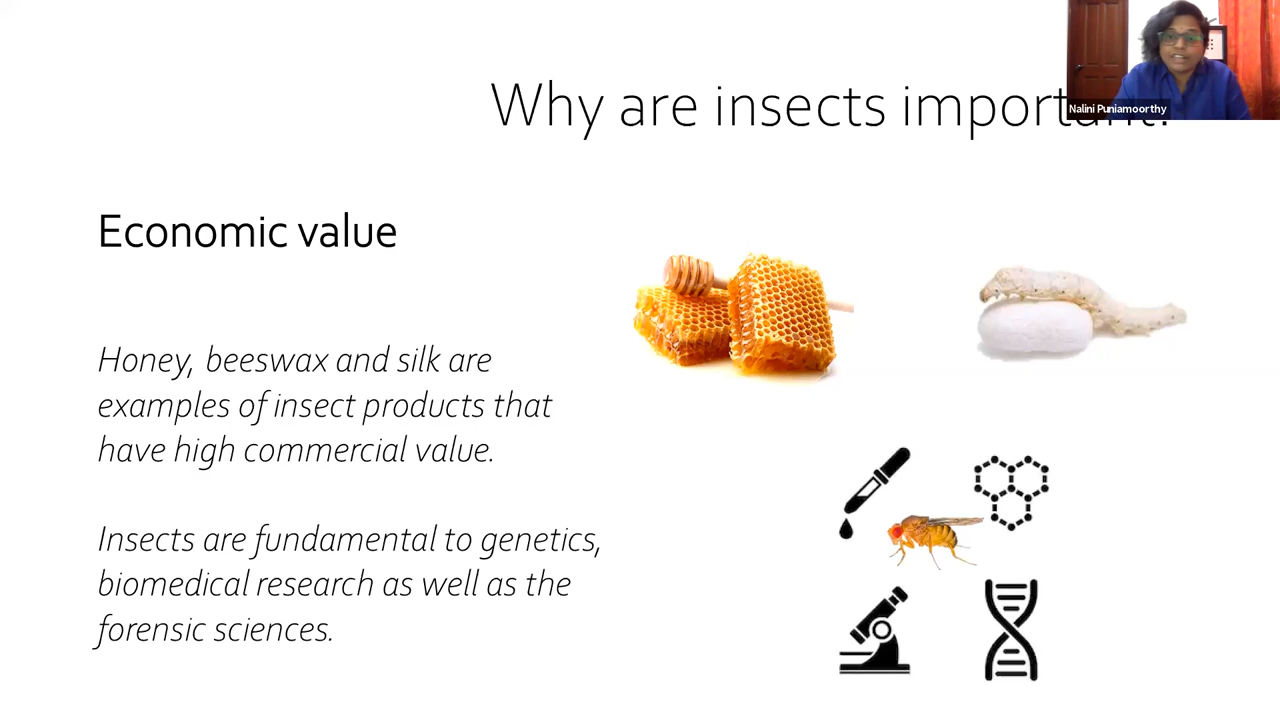 Why are insects important?
Nalini Puniamoorthy
Economic value
Honey, beeswax and silk are
examples of insect products that
have high commercial value.
Insects are fundamental to genetics,
biomedical research as well as the
forensic sciences.